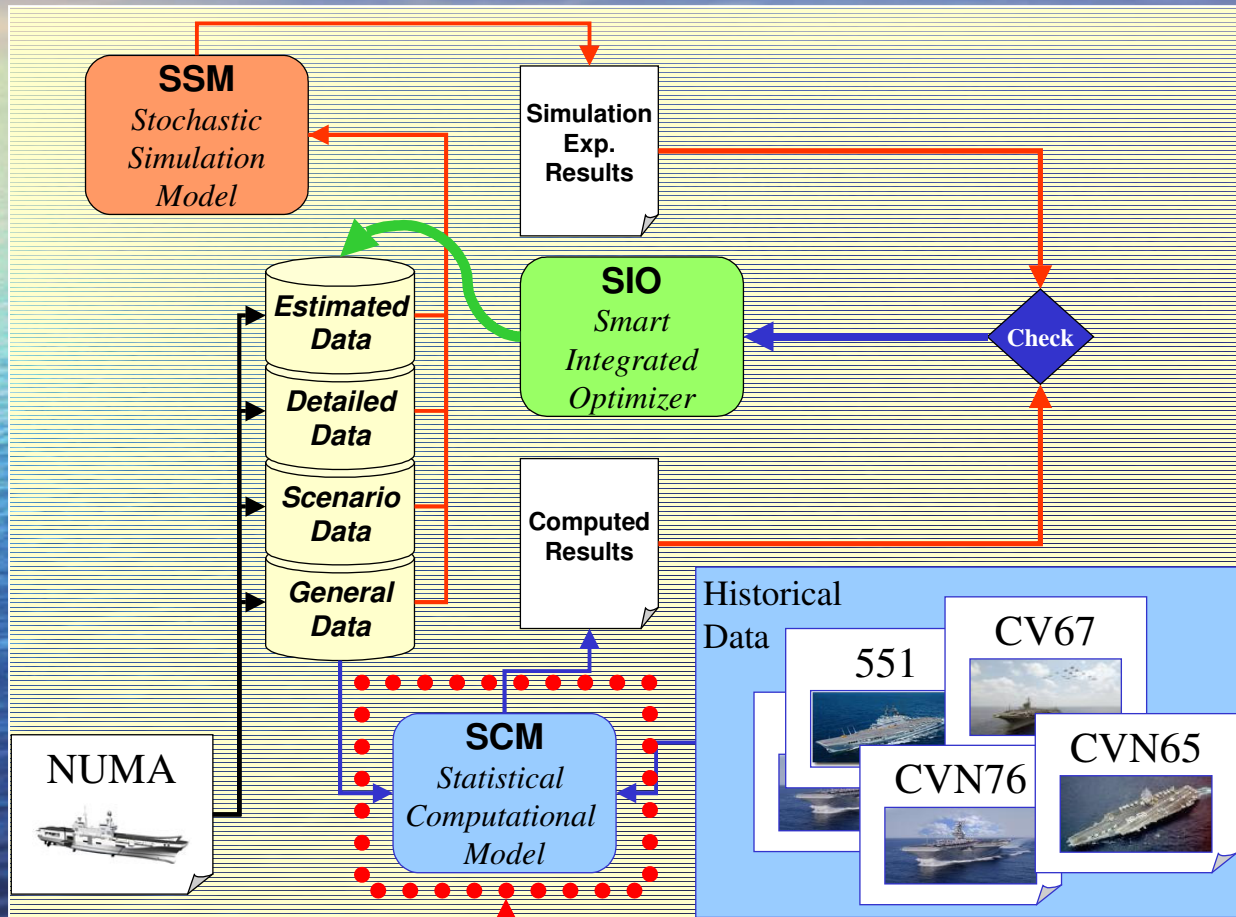 SSM
Stochastic
Simulation
Model
Simulation
Exp.
Results
Estimated
Data
SIO
Smart
Integrated
Optimizer
Check
Detailed
Data
Scenario
Data
Computed
Results
General
Data
Historical
Data
CV67
551
CVN65
CVN76
SCM
Statistical
Computational
Model
NUMA